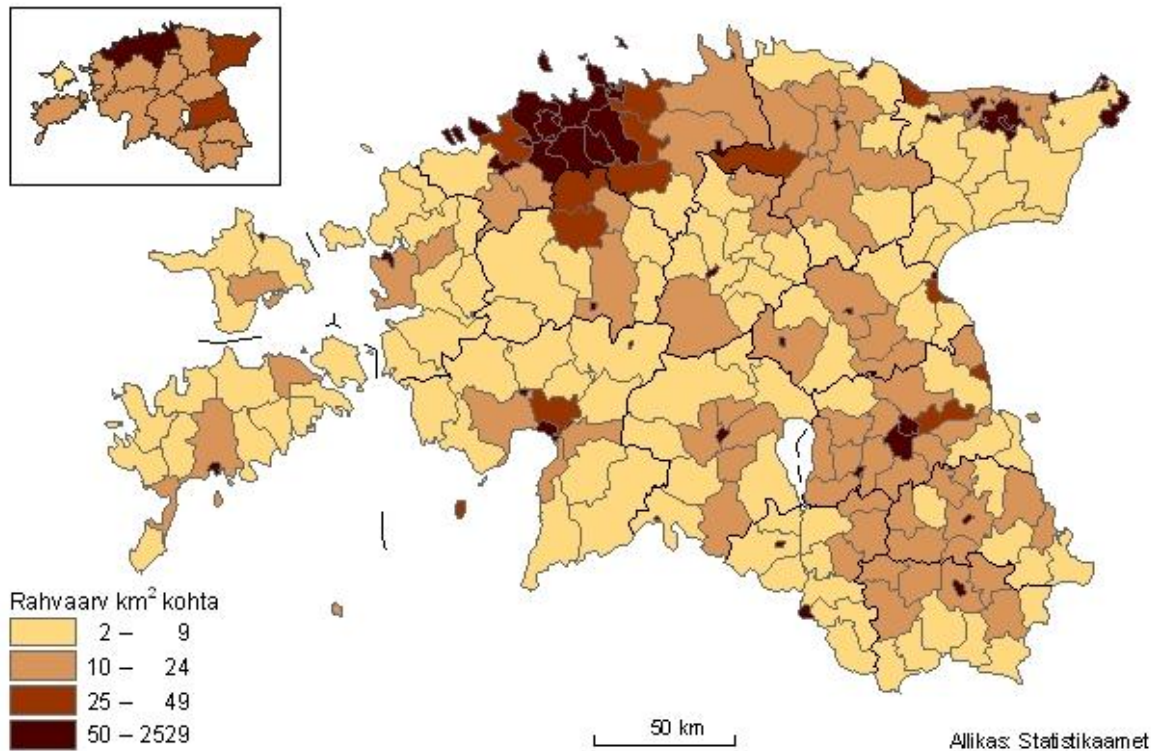 Rahvaarv km² kohta
2 – 9
10 – 24
25 – 49
50 – 2529
50 km
Allikas: Statistikaamet